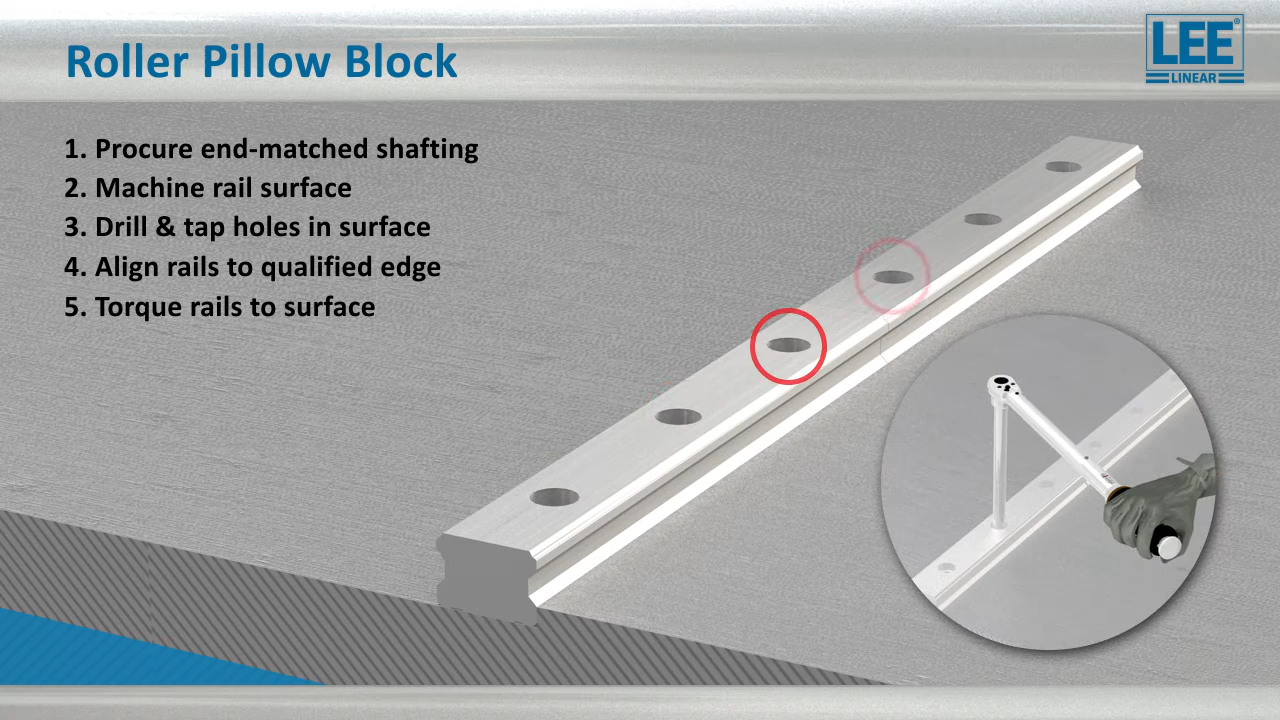 Roller Pillow Block
LEE®
LINEAR
1. Procure end-matched shafting
2. Machine rail surface
3. Drill & tap holes in surface
4. Align rails to qualified edge
5. Torque rails to surface